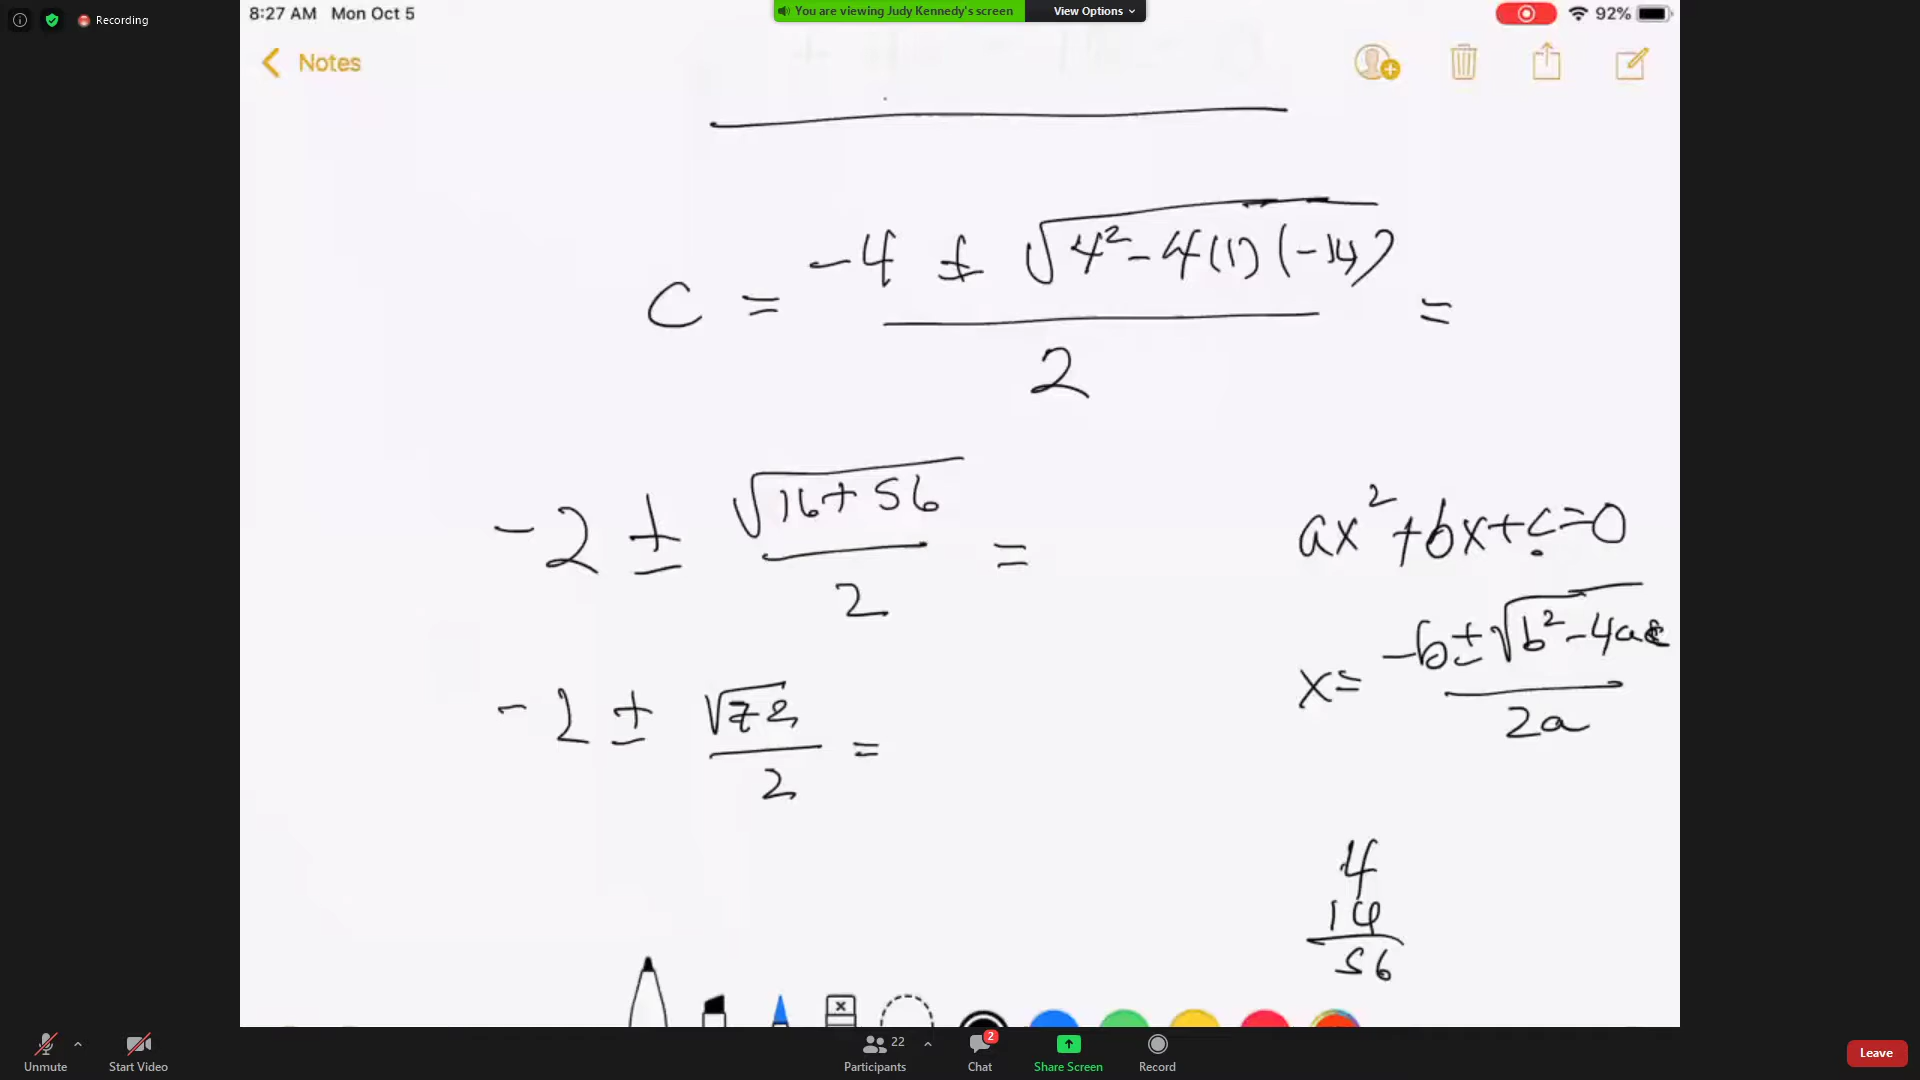 Recording
8:27 AM Mon Oct 5
You are viewing Judy Kennedy's screen
View Options
92%
Notes
c = (-4 ± √(4² - 4(1)(-14)))/2 =
-2 ± √(16 + 56)/2 =
ax² + bx + c = 0
x = (-b ± √(b² - 4ac))/2a
-2 ± √72/2 =
4
14
56
Unmute
Start Video
Participants 22
Chat 2
Share Screen
Record
Leave